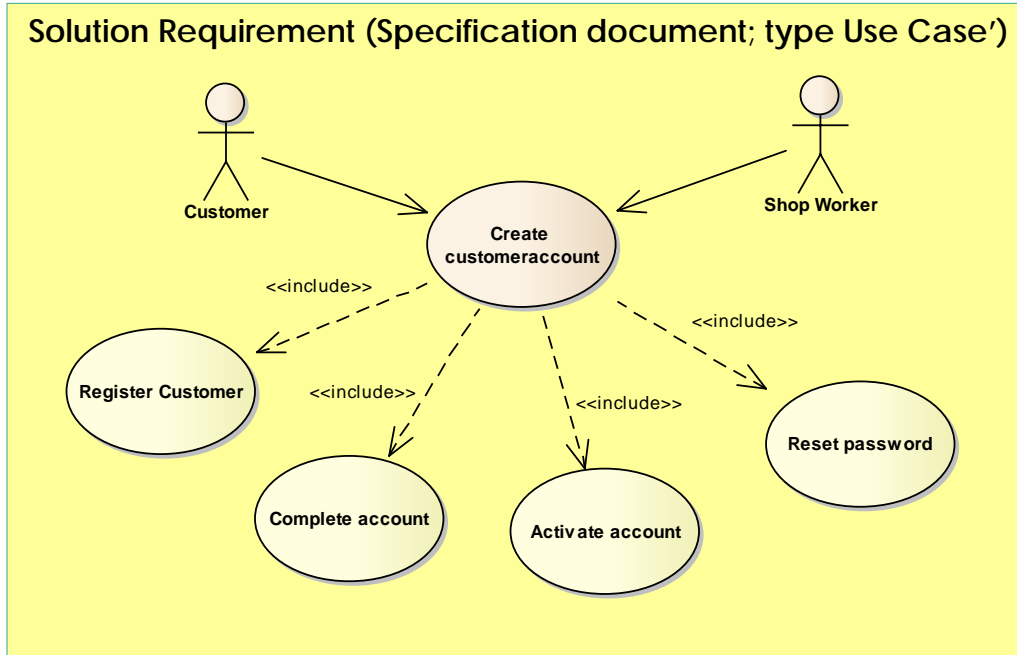 Solution Requirement (Specification document; type Use Case')
Customer
Shop Worker
Create
customeraccount
<<include>>
<<include>>
<<include>>
<<include>>
Register Customer
Reset password
Complete account
Activate account